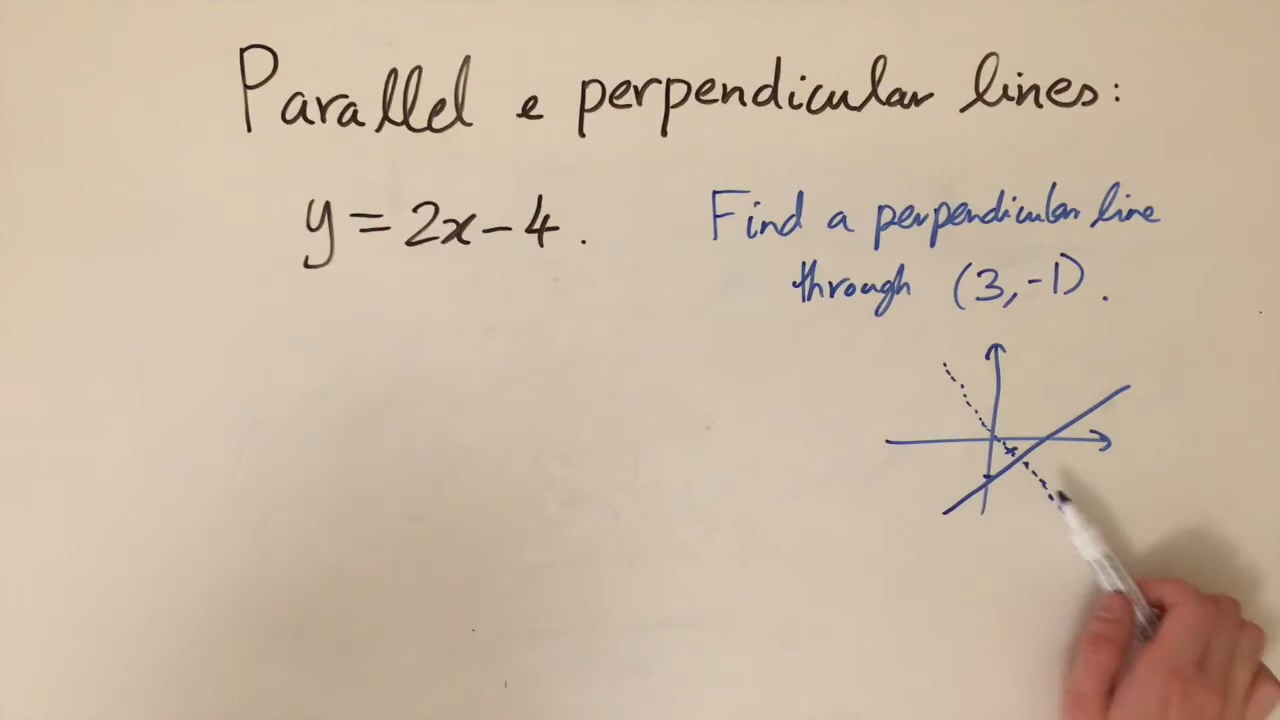 Parallel e perpendicular lines:
y = 2x - 4.
Find a perpendicular line
through (3, -1).